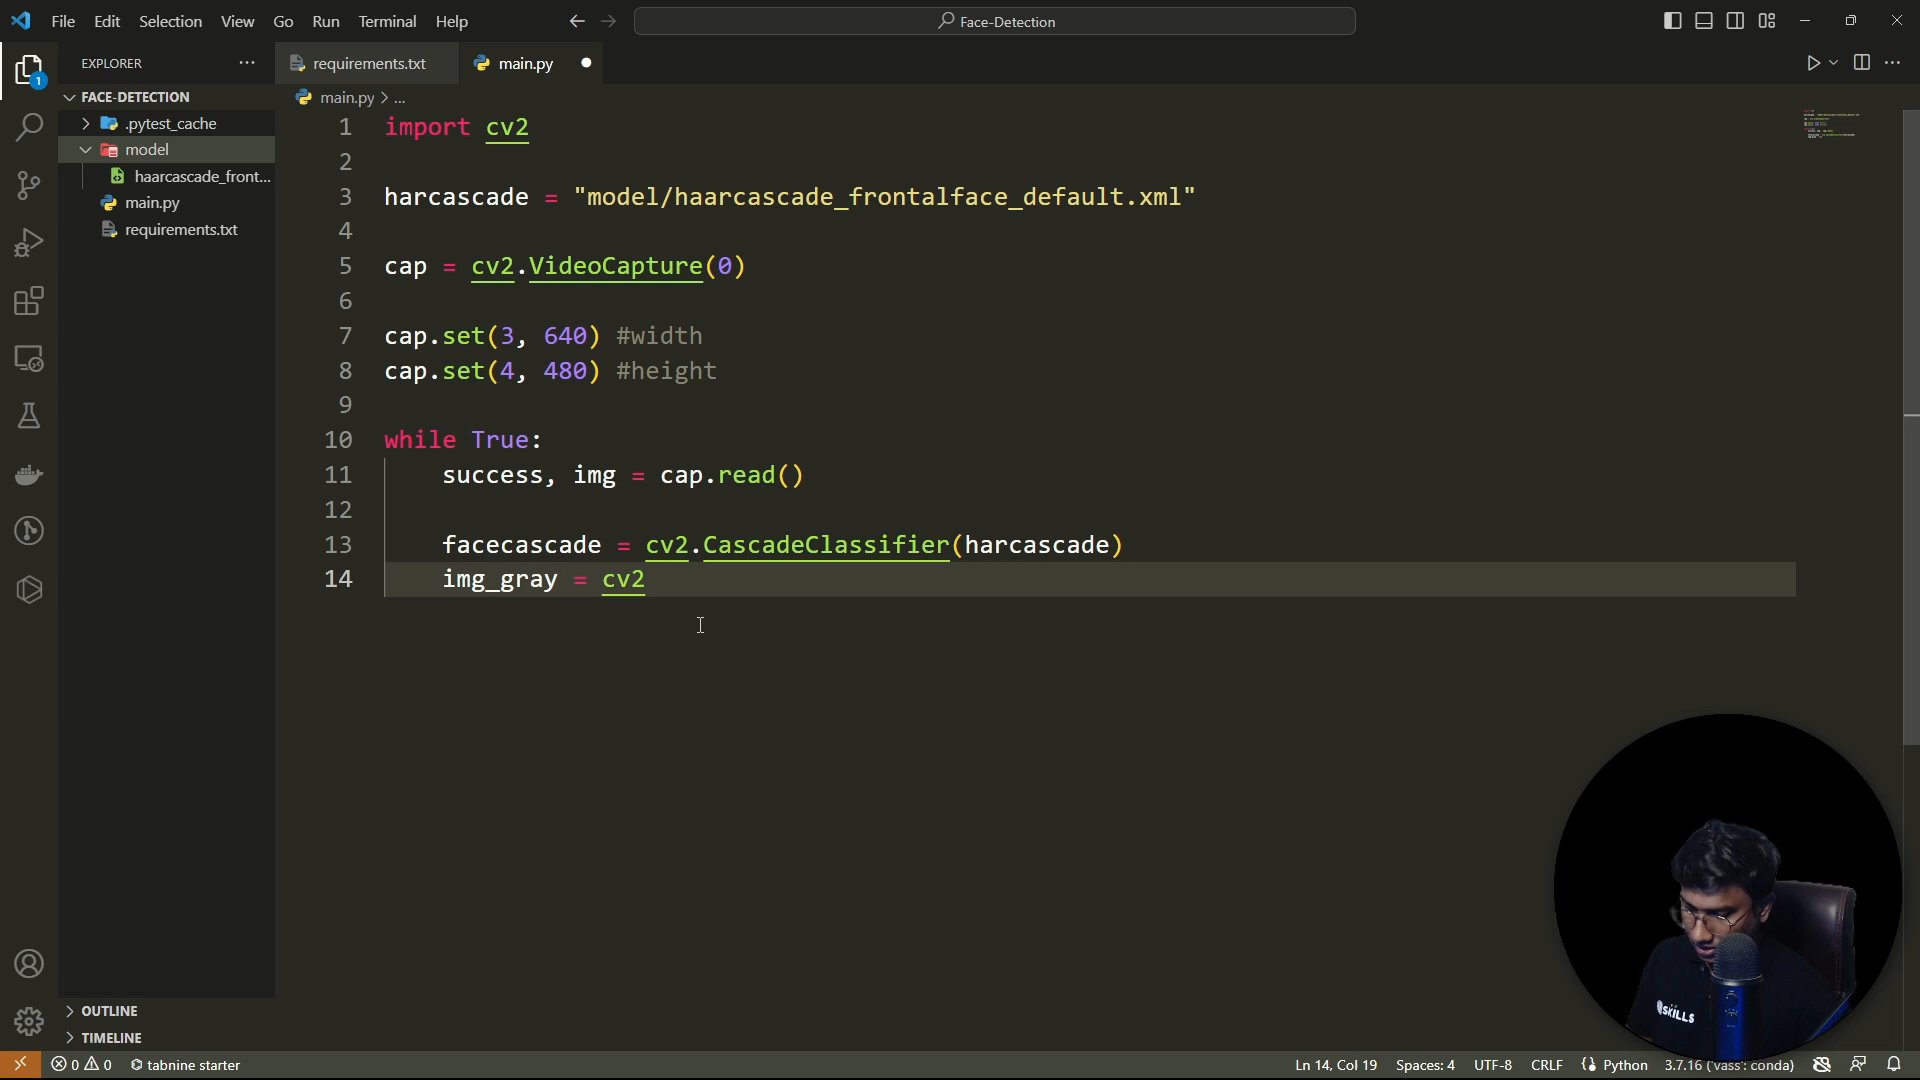 File Edit Selection View Go Run Terminal Help
Face-Detection
EXPLORER
requirements.txt
main.py
1
FACE-DETECTION
main.py > ...
.pytest_cache
model
haarcascade_front...
main.py
requirements.txt
1 import cv2
2
3 harcascade = "model/haarcascade_frontalface_default.xml"
4
5 cap = cv2.VideoCapture(0)
6
7 cap.set(3, 640) #width
8 cap.set(4, 480) #height
9
10 while True:
11 success, img = cap.read()
12
13 facecascade = cv2.CascadeClassifier(harcascade)
14 img_gray = cv2
SKILLS
OUTLINE
TIMELINE
0 0 tabnine starter
Ln 14, Col 19 Spaces: 4 UTF-8 CRLF Python 3.7.16 ('vass': conda)